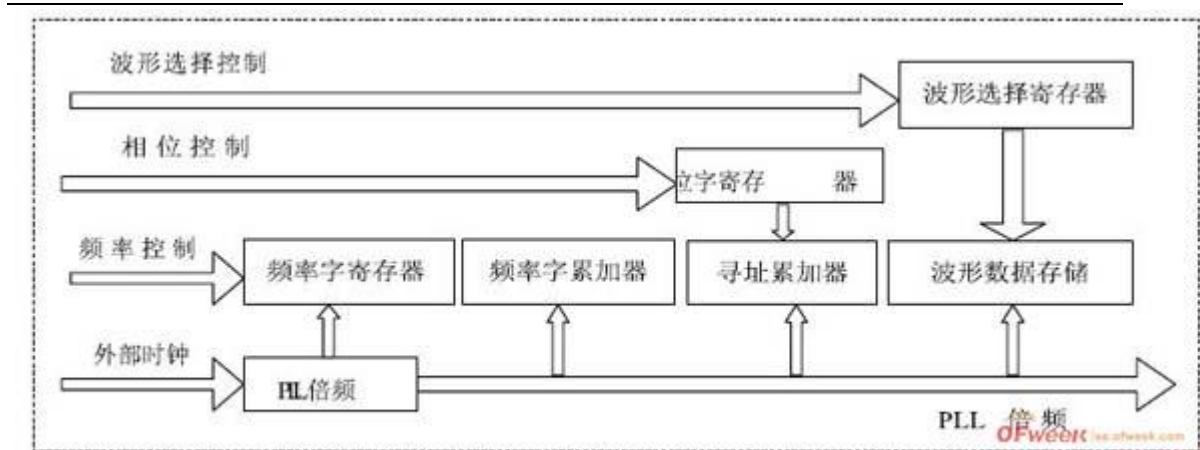 波形选择控制
波形选择寄存器
相位控制
位字寄存 器
频率控制
频率字寄存器
频率字累加器
寻址累加器
波形数据存储
外部时钟
PLL倍频
PLL 倍频
OFweek
se.ofweek.com